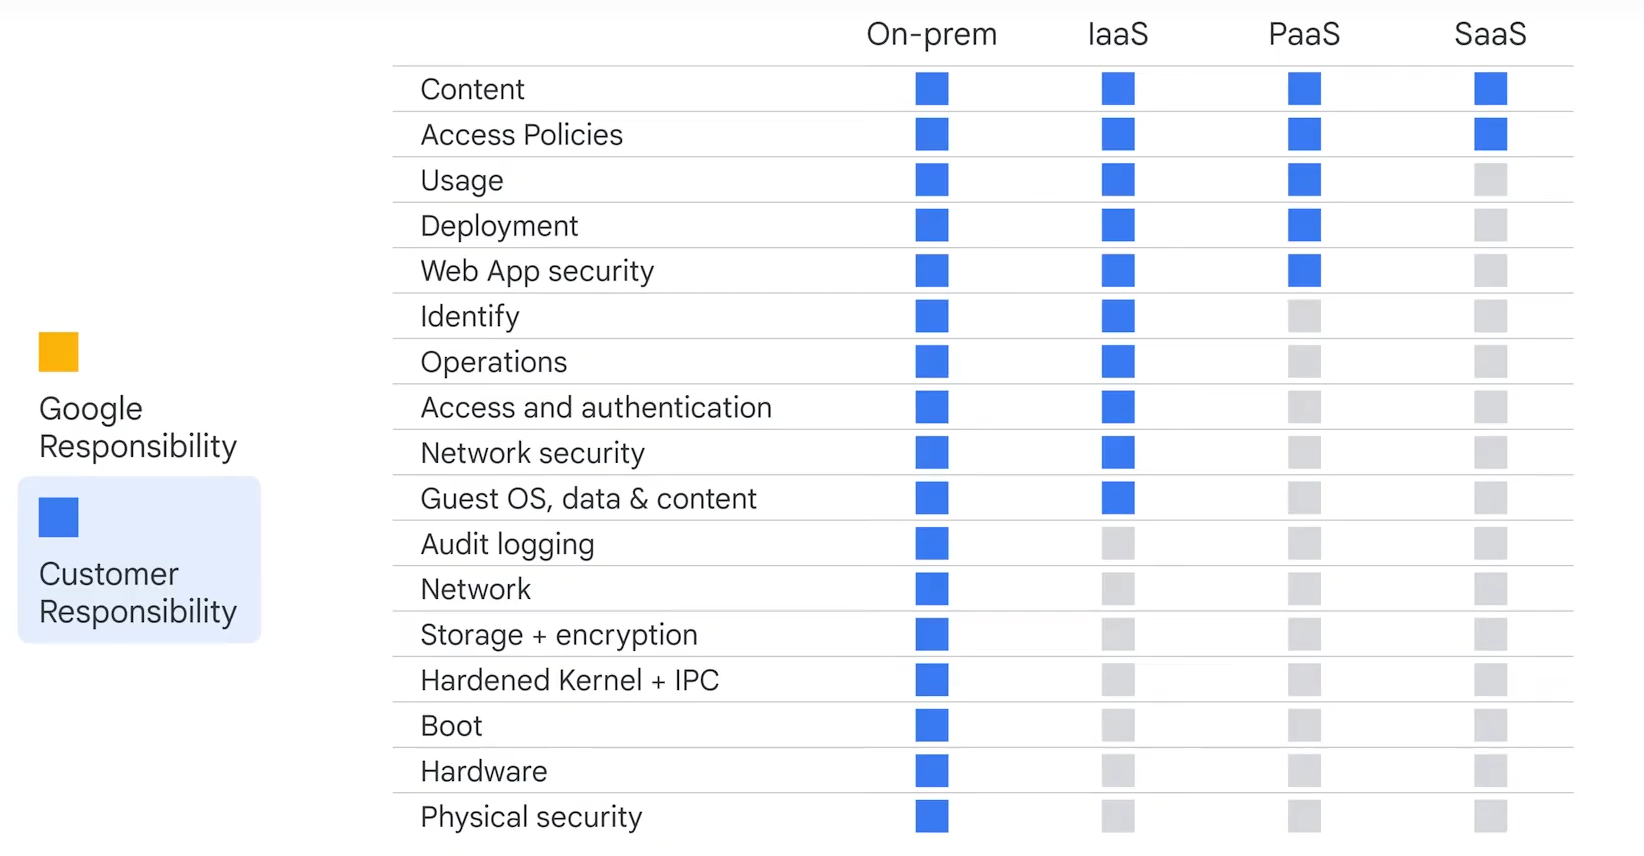 On-prem IaaS PaaS SaaS
Content
Access Policies
Usage
Deployment
Web App security
Identify
Operations
Access and authentication
Network security
Guest OS, data & content
Audit logging
Network
Storage + encryption
Hardened Kernel + IPC
Boot
Hardware
Physical security
Google
Responsibility
Customer
Responsibility